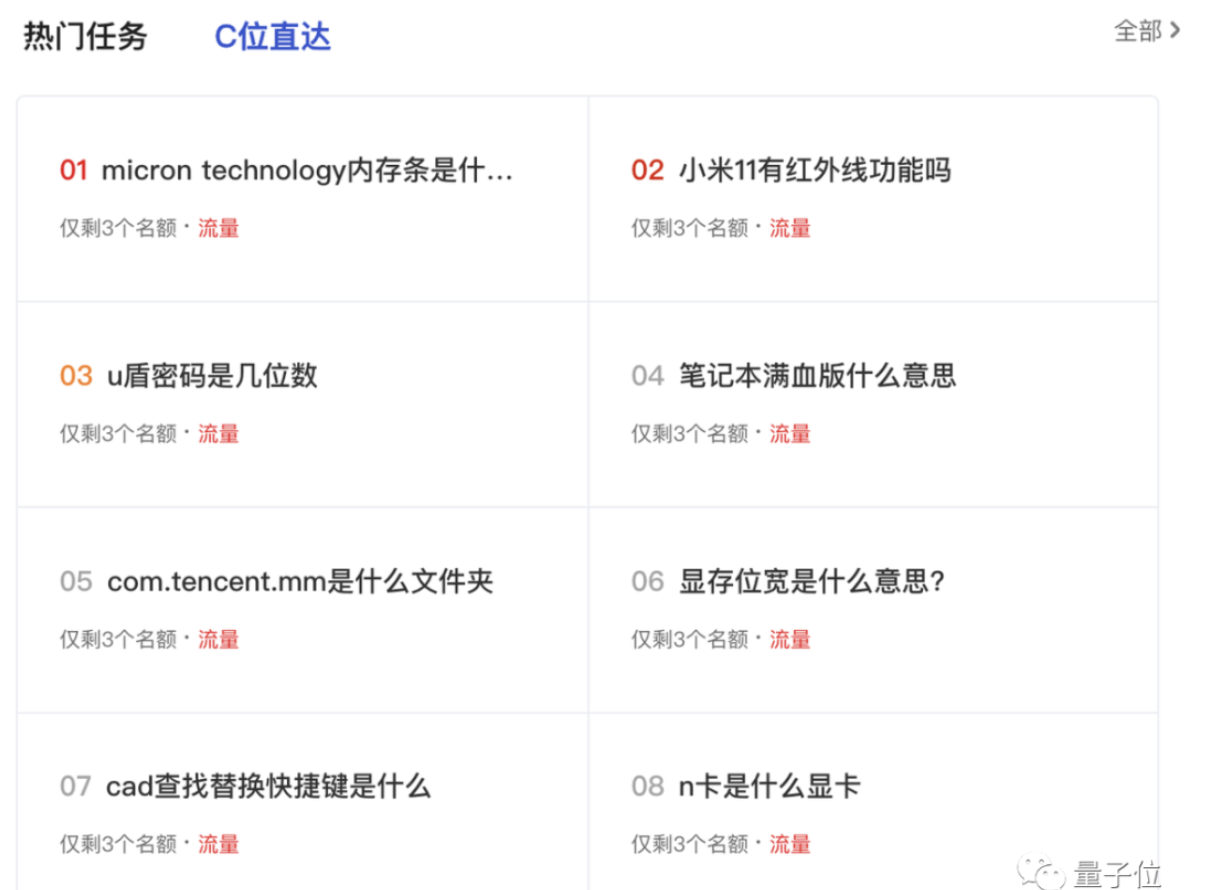 热门任务 C位直达 全部 >
01 micron technology内存条是什...
02 小米11有红外线功能吗
仅剩3个名额·流量
仅剩3个名额·流量
03 u盾密码是几位数
04 笔记本满血版什么意思
仅剩3个名额·流量
仅剩3个名额·流量
05 com.tencent.mm是什么文件夹
06 显存位宽是什么意思?
仅剩3个名额·流量
仅剩3个名额·流量
07 cad查找替换快捷键是什么
08 n卡是什么显卡
仅剩3个名额·流量
仅剩3个名额·流量
量子位